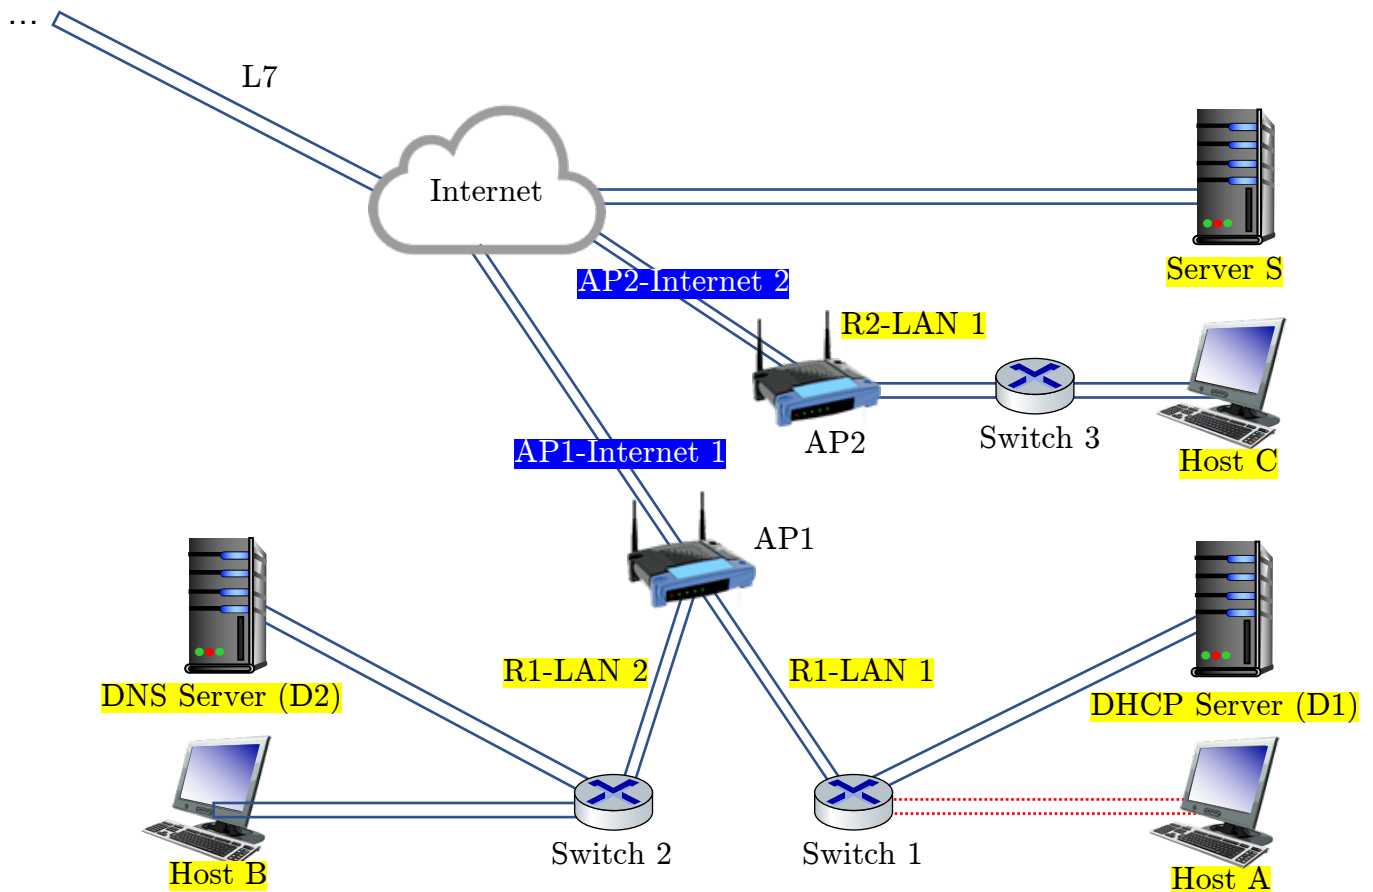 ...
L7
Internet
Server S
AP2-Internet 2
R2-LAN 1
AP2
Switch 3
Host C
AP1-Internet 1
AP1
R1-LAN 2
R1-LAN 1
DNS Server (D2)
DHCP Server (D1)
Switch 2
Switch 1
Host B
Host A